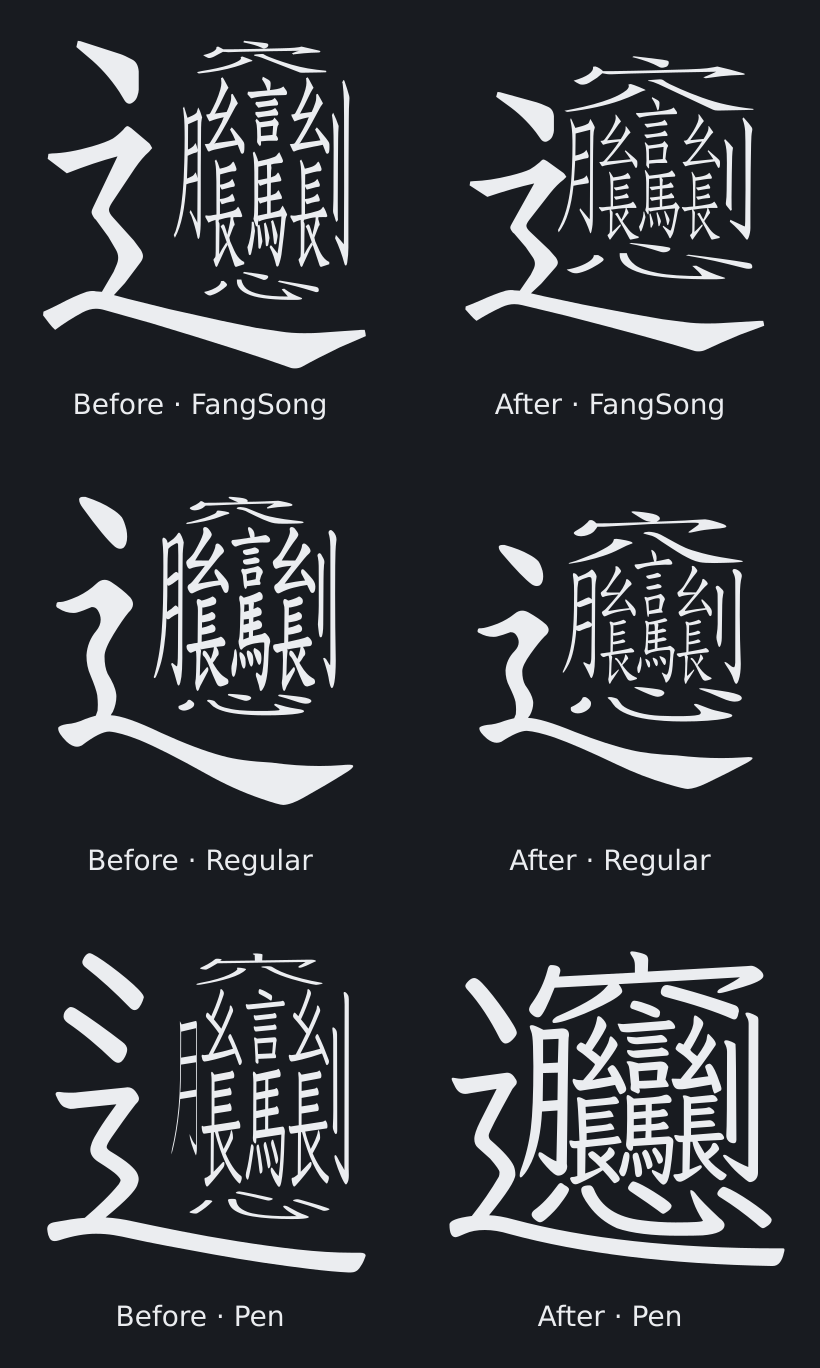 𰻝 𰻝
Before · FangSong After · FangSong
𰻝 𰻝
Before · Regular After · Regular
𰻝 𰻝
Before · Pen After · Pen